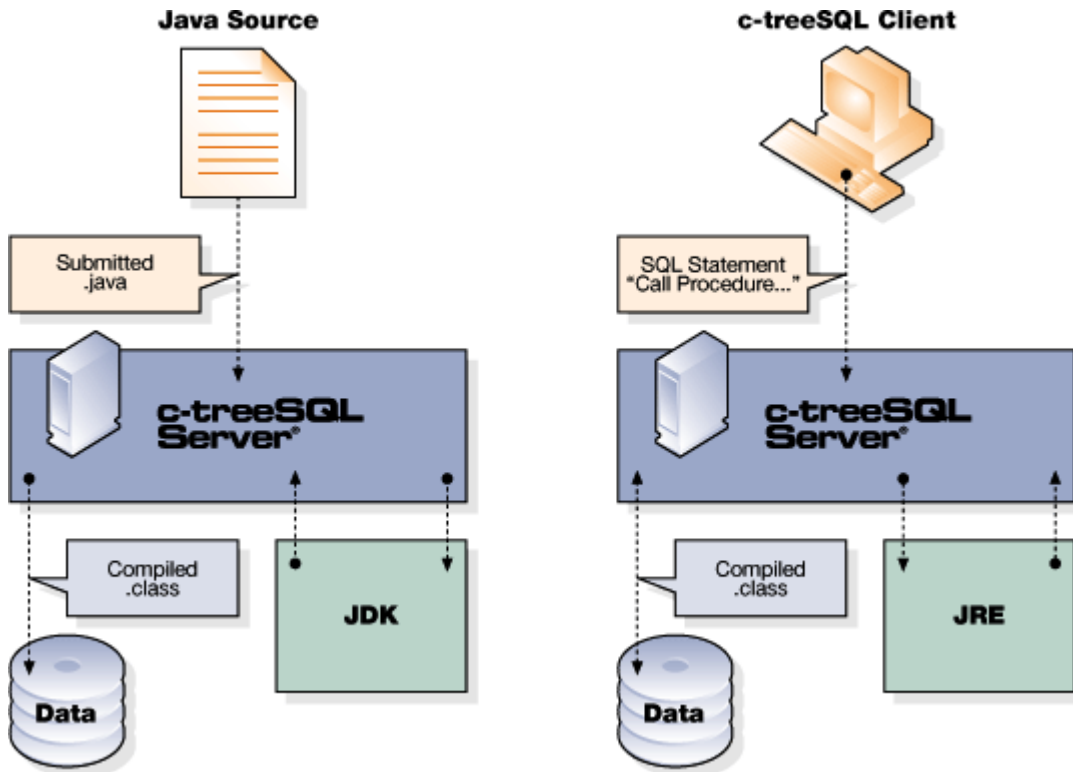 Java Source
c-treeSQL Client
Submitted
.java
SQL Statement
“Call Procedure...”
c-treeSQL
Server®
c-treeSQL
Server®
Compiled
.class
JDK
Compiled
.class
JRE
Data
Data